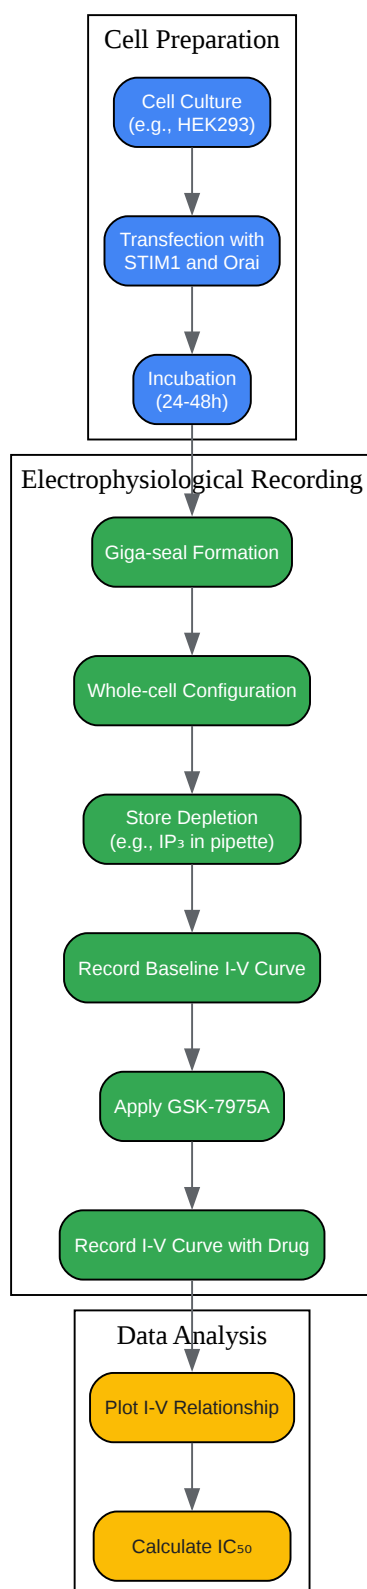 Cell Preparation
Cell Culture
(e.g., HEK293)
Transfection with
STIM1 and Orai
Incubation
(24-48h)
Electrophysiological Recording
Giga-seal Formation
Whole-cell Configuration
Store Depletion
(e.g., IP₃ in pipette)
Record Baseline I-V Curve
Apply GSK-7975A
Record I-V Curve with Drug
Data Analysis
Plot I-V Relationship
Calculate IC₅₀